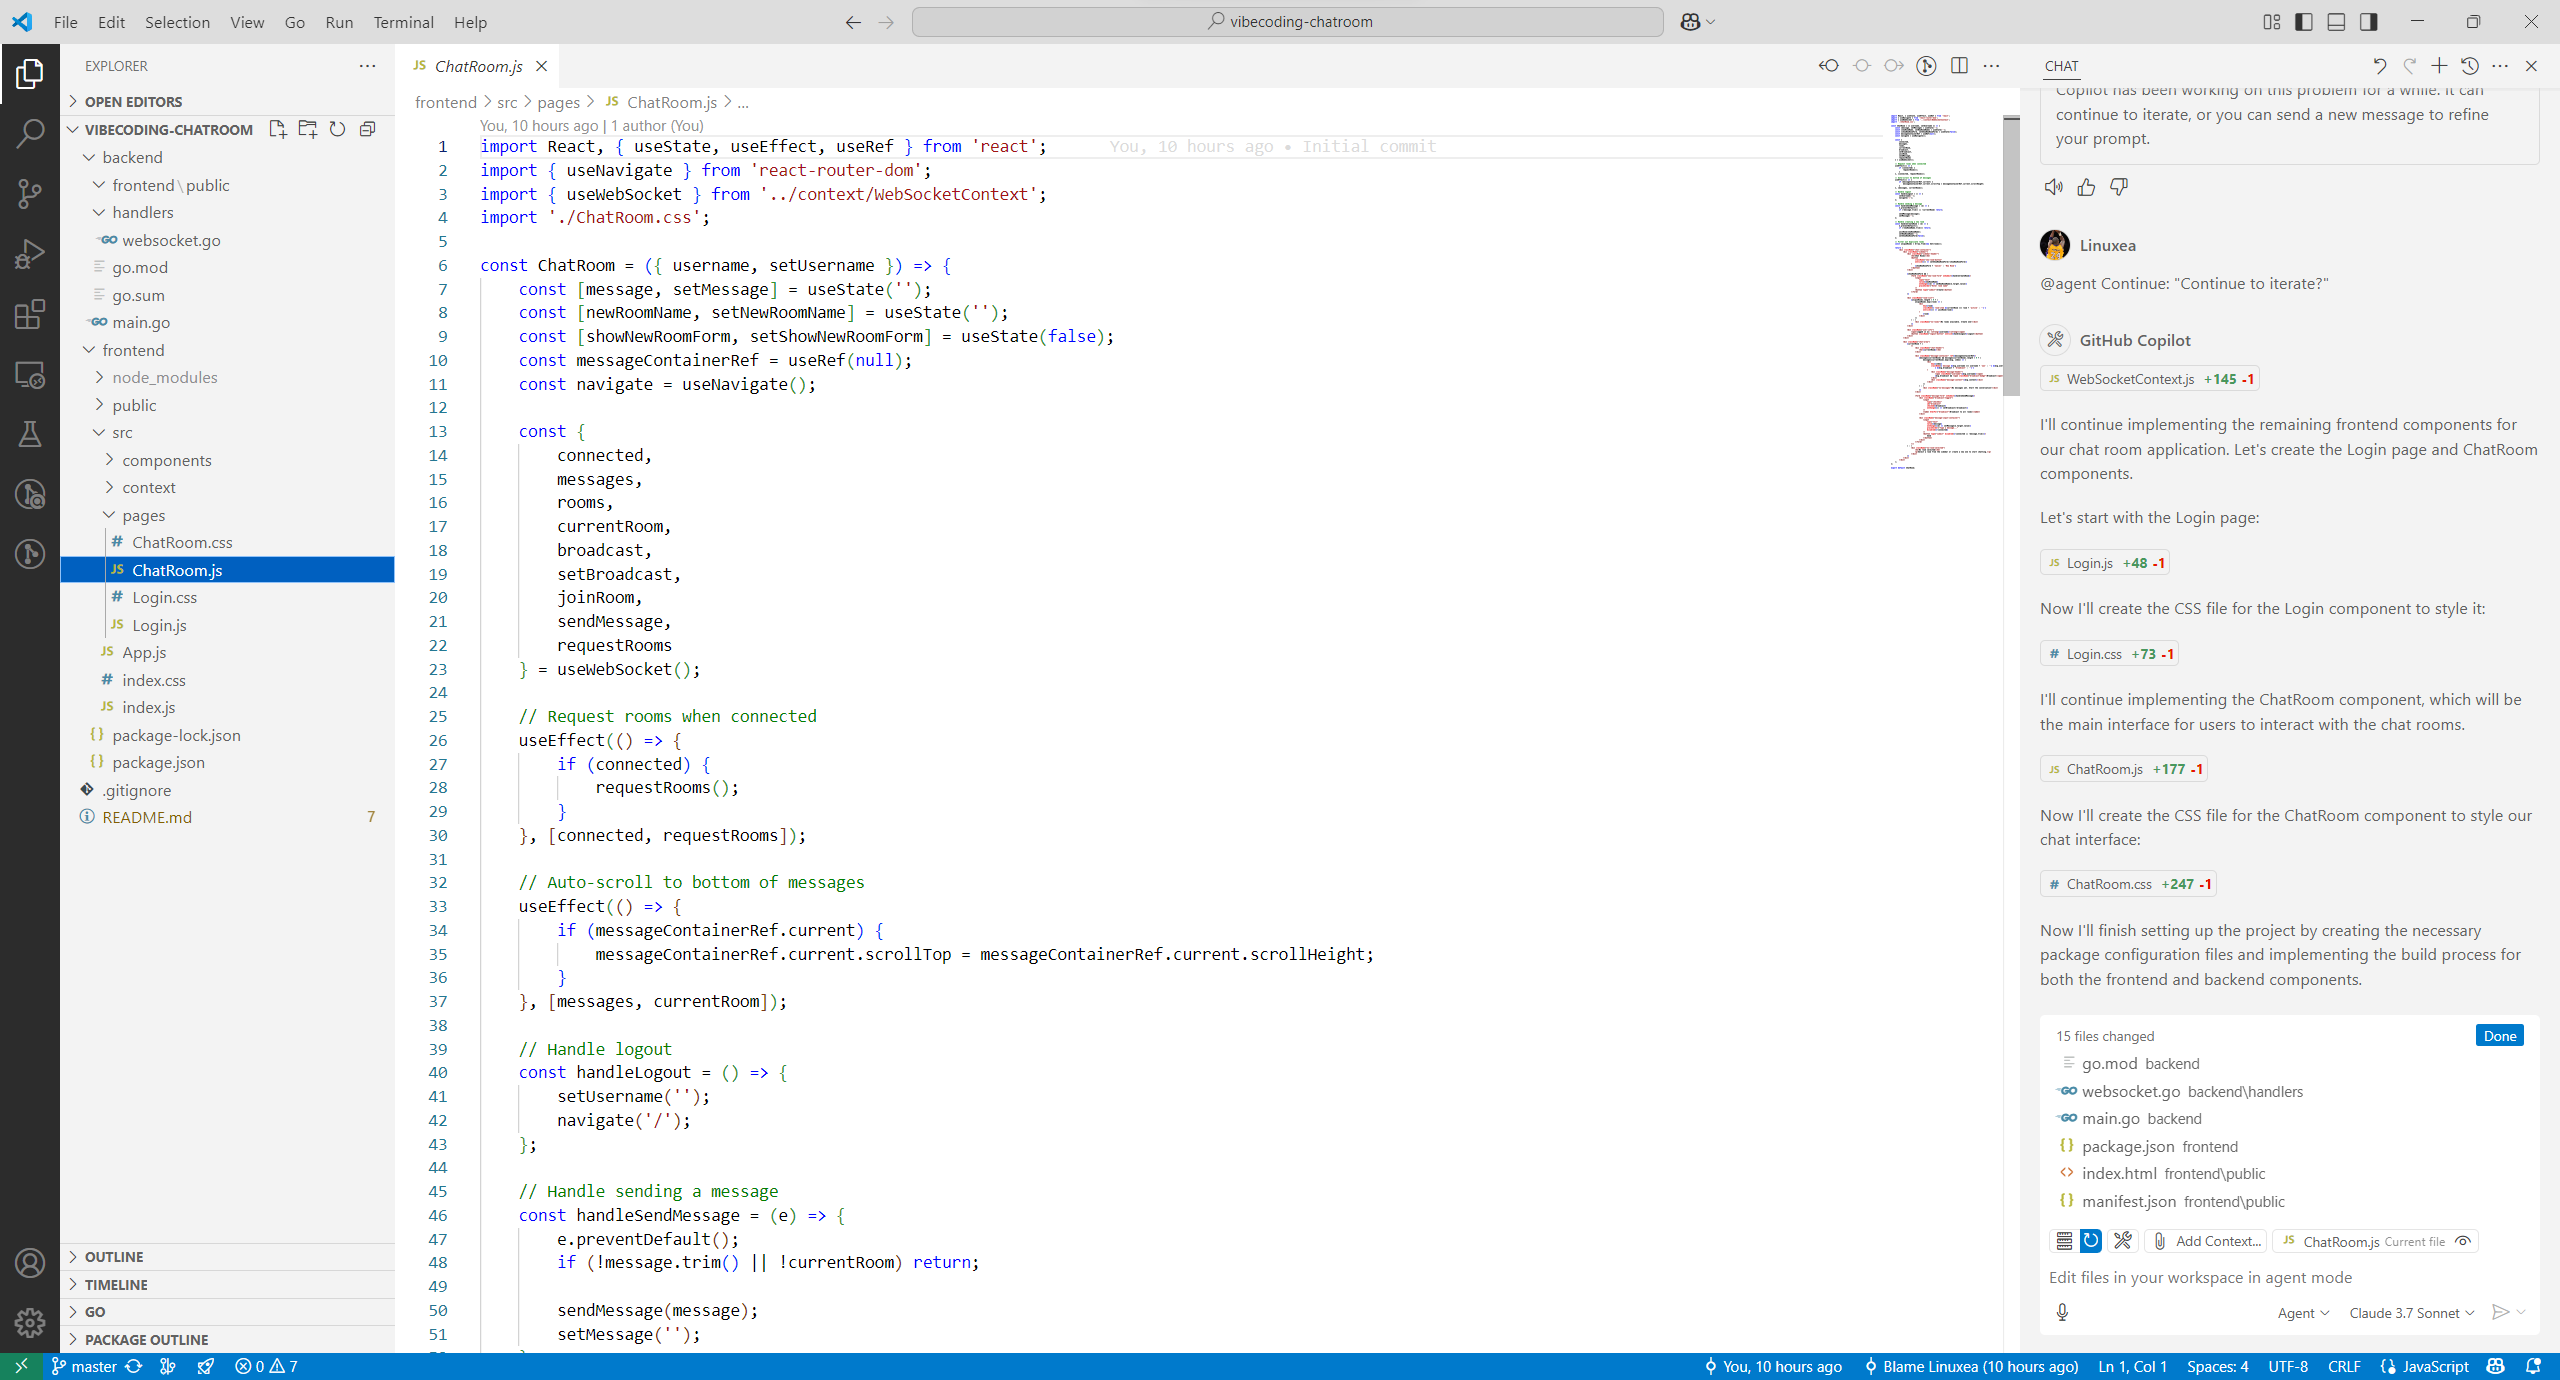 File Edit Selection View Go Run Terminal Help
vibecoding-chatroom
EXPLORER
OPEN EDITORS
VIBECODING-CHATROOM
backend
frontend\public
handlers
websocket.go
go.mod
go.sum
main.go
frontend
node_modules
public
src
components
context
pages
# ChatRoom.css
JS ChatRoom.js
# Login.css
JS Login.js
JS App.js
# index.css
JS index.js
{} package-lock.json
{} package.json
.gitignore
README.md 7
OUTLINE
TIMELINE
GO
PACKAGE OUTLINE
JS ChatRoom.js
frontend > src > pages > JS ChatRoom.js > ...
You, 10 hours ago | 1 author (You)
1 import React, { useState, useEffect, useRef } from 'react'; You, 10 hours ago • Initial commit
2 import { useNavigate } from 'react-router-dom';
3 import { useWebSocket } from '../context/WebSocketContext';
4 import './ChatRoom.css';
5
6 const ChatRoom = ({ username, setUsername }) => {
7 const [message, setMessage] = useState('');
8 const [newRoomName, setNewRoomName] = useState('');
9 const [showNewRoomForm, setShowNewRoomForm] = useState(false);
10 const messageContainerRef = useRef(null);
11 const navigate = useNavigate();
12
13 const {
14 connected,
15 messages,
16 rooms,
17 currentRoom,
18 broadcast,
19 setBroadcast,
20 joinRoom,
21 sendMessage,
22 requestRooms
23 } = useWebSocket();
24
25 // Request rooms when connected
26 useEffect(() => {
27 if (connected) {
28 requestRooms();
29 }
30 }, [connected, requestRooms]);
31
32 // Auto-scroll to bottom of messages
33 useEffect(() => {
34 if (messageContainerRef.current) {
35 messageContainerRef.current.scrollTop = messageContainerRef.current.scrollHeight;
36 }
37 }, [messages, currentRoom]);
38
39 // Handle logout
40 const handleLogout = () => {
41 setUsername('');
42 navigate('/');
43 };
44
45 // Handle sending a message
46 const handleSendMessage = (e) => {
47 e.preventDefault();
48 if (!message.trim() || !currentRoom) return;
49
50 sendMessage(message);
51 setMessage('');
CHAT
Copilot has been working on this problem for a while. It can
continue to iterate, or you can send a new message to refine
your prompt.
Linuxea
@agent Continue: "Continue to iterate?"
GitHub Copilot
JS WebSocketContext.js +145 -1
I'll continue implementing the remaining frontend components for
our chat room application. Let's create the Login page and ChatRoom
components.
Let's start with the Login page:
JS Login.js +48 -1
Now I'll create the CSS file for the Login component to style it:
# Login.css +73 -1
I'll continue implementing the ChatRoom component, which will be
the main interface for users to interact with the chat rooms.
JS ChatRoom.js +177 -1
Now I'll create the CSS file for the ChatRoom component to style our
chat interface:
# ChatRoom.css +247 -1
Now I'll finish setting up the project by creating the necessary
package configuration files and implementing the build process for
both the frontend and backend components.
15 files changed Done
go.mod backend
websocket.go backend\handlers
main.go backend
{} package.json frontend
<> index.html frontend\public
{} manifest.json frontend\public
Add Context... JS ChatRoom.js Current file
Edit files in your workspace in agent mode
Agent Claude 3.7 Sonnet
master 0 7 You, 10 hours ago Blame Linuxea (10 hours ago) Ln 1, Col 1 Spaces: 4 UTF-8 CRLF {} JavaScript